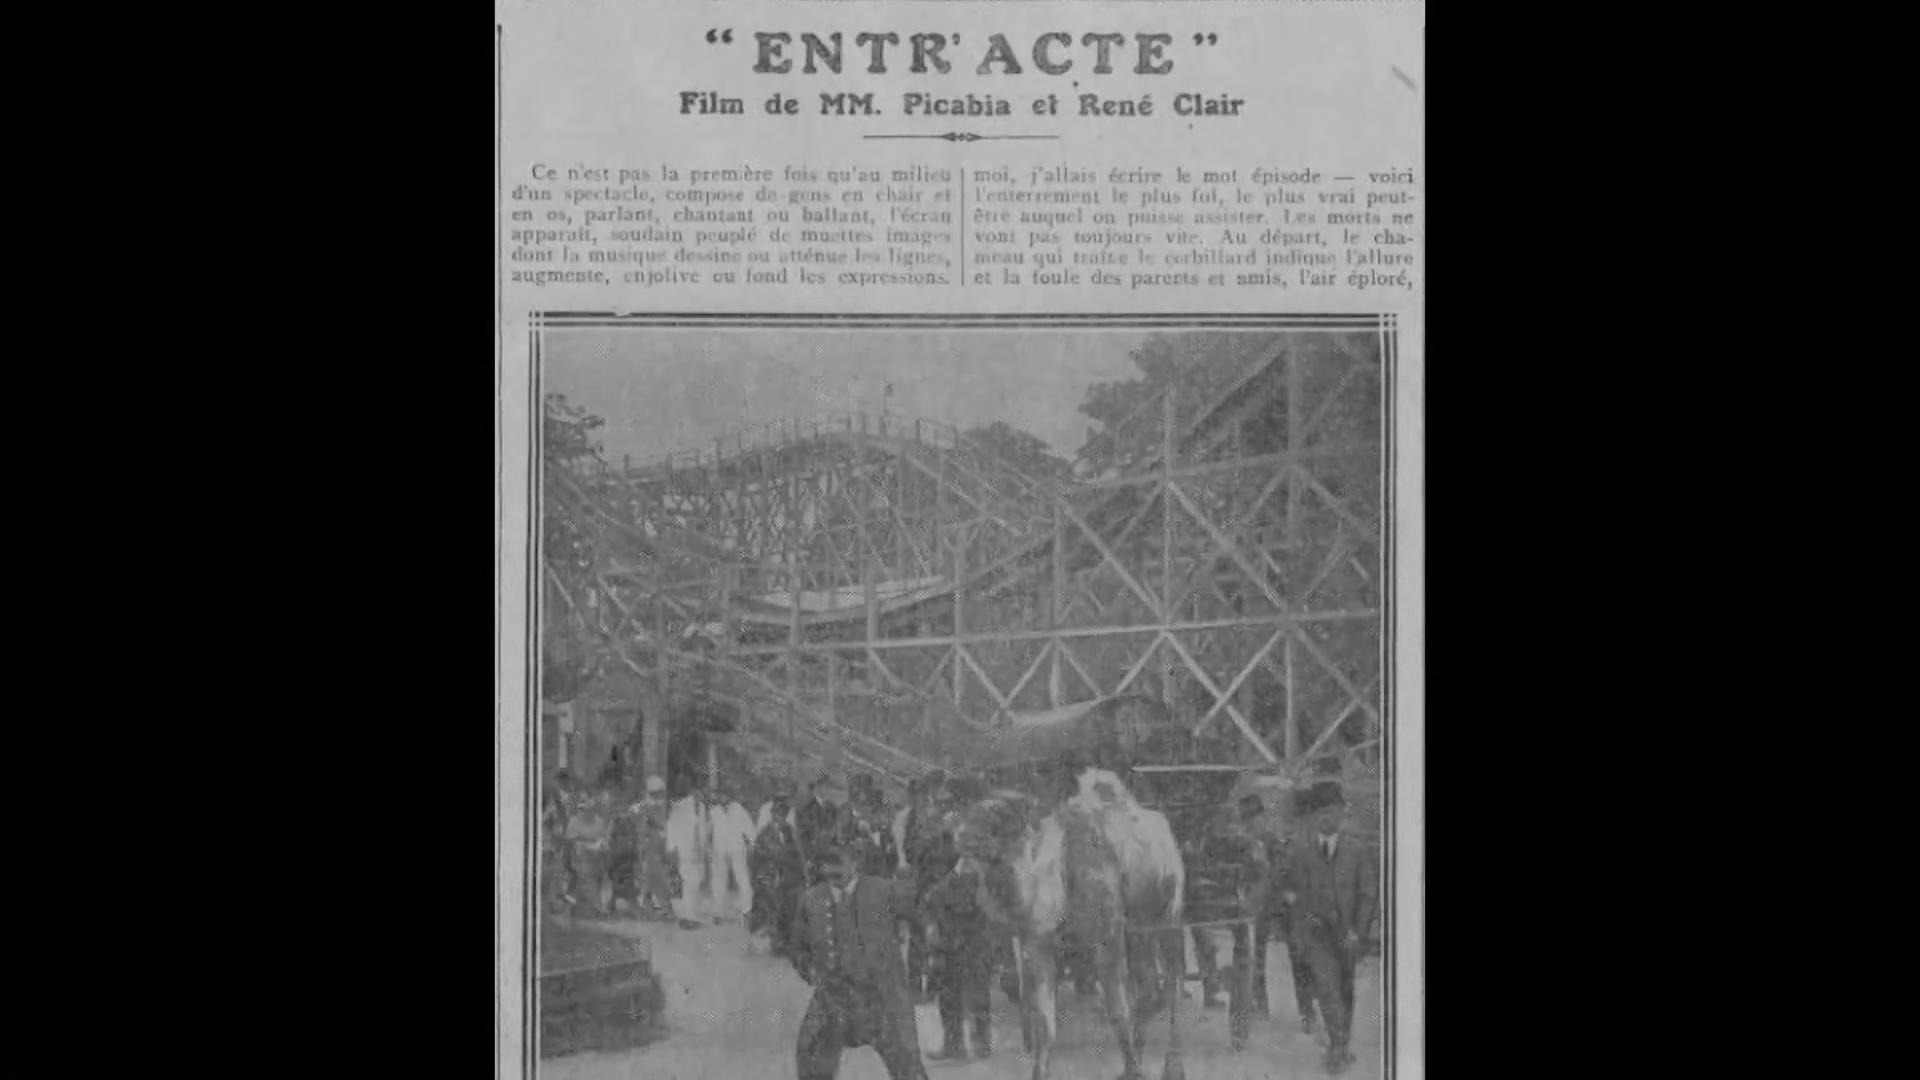 “ ENTR' ACTE ”
Film de MM. Picabia et René Clair
Ce n'est pas la première fois qu'au milieu
d'un spectacle, compose de gens en chair et
en os, parlant, chantant ou ballant, l'écran
apparaît, soudain peuplé de muettes images
dont la musique dessine ou atténue les lignes,
augmente, enjolive ou fond les expressions.
moi, j'allais écrire le mot épisode — voici
l'enterrement le plus fol, le plus vrai peut-
être auquel on puisse assister. Les morts ne
vont pas toujours vite. Au départ, le cha-
meau qui traîne le corbillard indique l'allure
et la foule des parents et amis, l'air éploré,